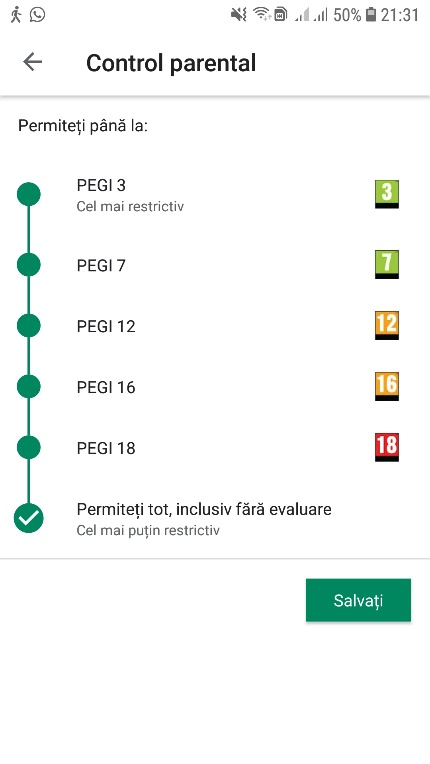 50% 21:31
Control parental
Permiteți până la:
PEGI 3
Cel mai restrictiv
3
PEGI 7
7
PEGI 12
12
PEGI 16
16
PEGI 18
18
Permiteți tot, inclusiv fără evaluare
Cel mai puțin restrictiv
Salvați